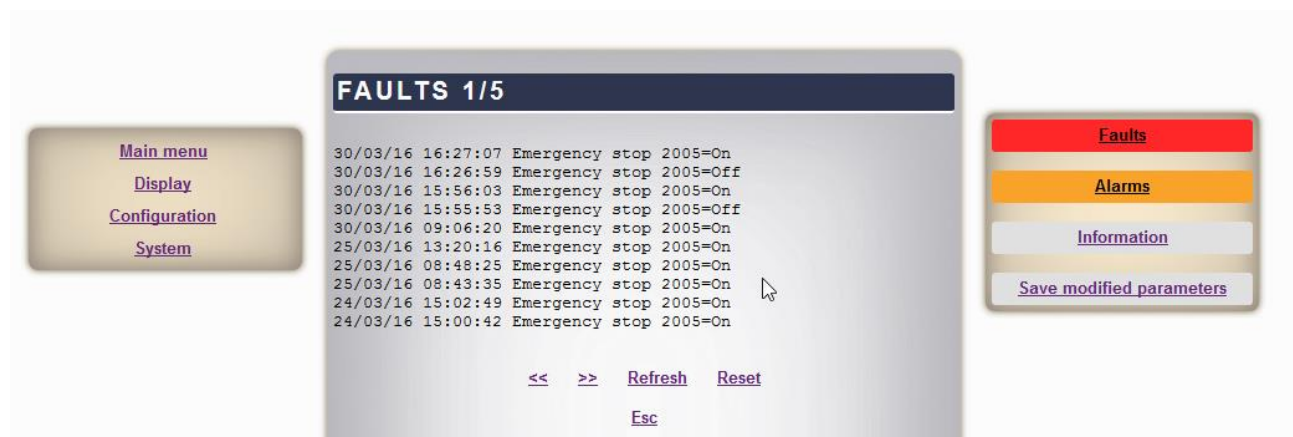 FAULTS 1/5
Main menu
Display
Configuration
System
30/03/16 16:27:07 Emergency stop 2005=On
30/03/16 16:26:59 Emergency stop 2005=Off
30/03/16 15:56:03 Emergency stop 2005=On
30/03/16 15:55:53 Emergency stop 2005=Off
30/03/16 09:06:20 Emergency stop 2005=On
25/03/16 13:20:16 Emergency stop 2005=On
25/03/16 08:48:25 Emergency stop 2005=On
25/03/16 08:43:35 Emergency stop 2005=On
24/03/16 15:02:49 Emergency stop 2005=On
24/03/16 15:00:42 Emergency stop 2005=On
<< >> Refresh Reset
Esc
Faults
Alarms
Information
Save modified parameters